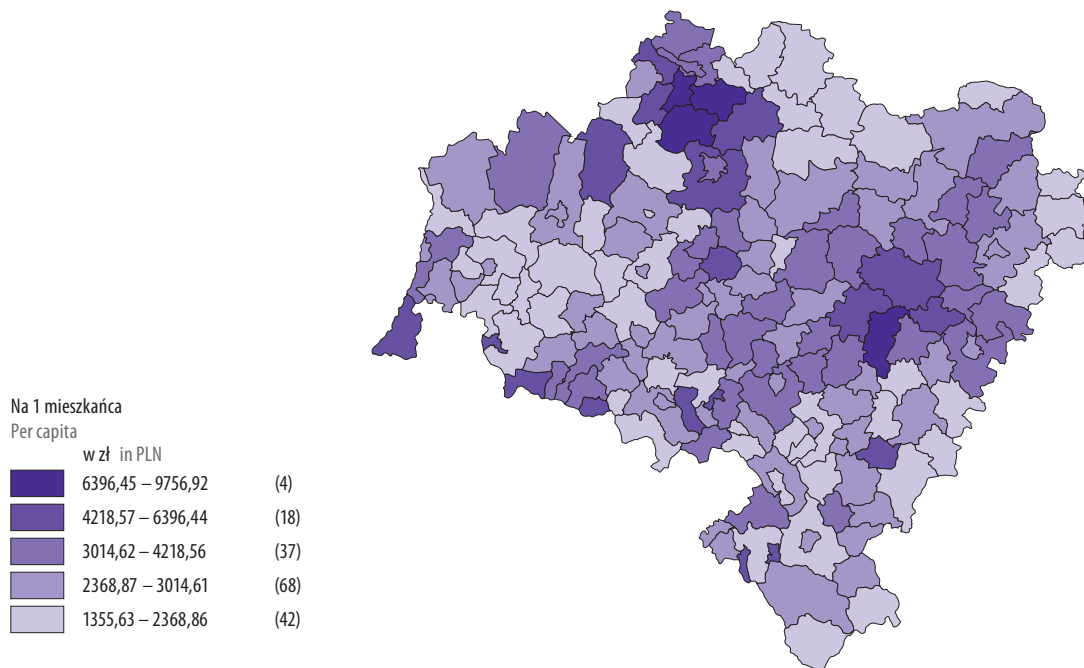 Na 1 mieszkańca
Per capita
w zł in PLN
6396,45 – 9756,92 (4)
4218,57 – 6396,44 (18)
3014,62 – 4218,56 (37)
2368,87 – 3014,61 (68)
1355,63 – 2368,86 (42)